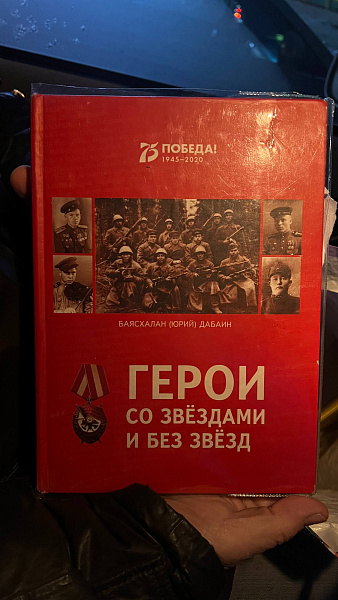 75 ПОБЕДА!
1945–2020
БАЯСХАЛАН (ЮРИЙ) ДАБАИН
ГЕРОИ
СО ЗВЁЗДАМИ
И БЕЗ ЗВЁЗД